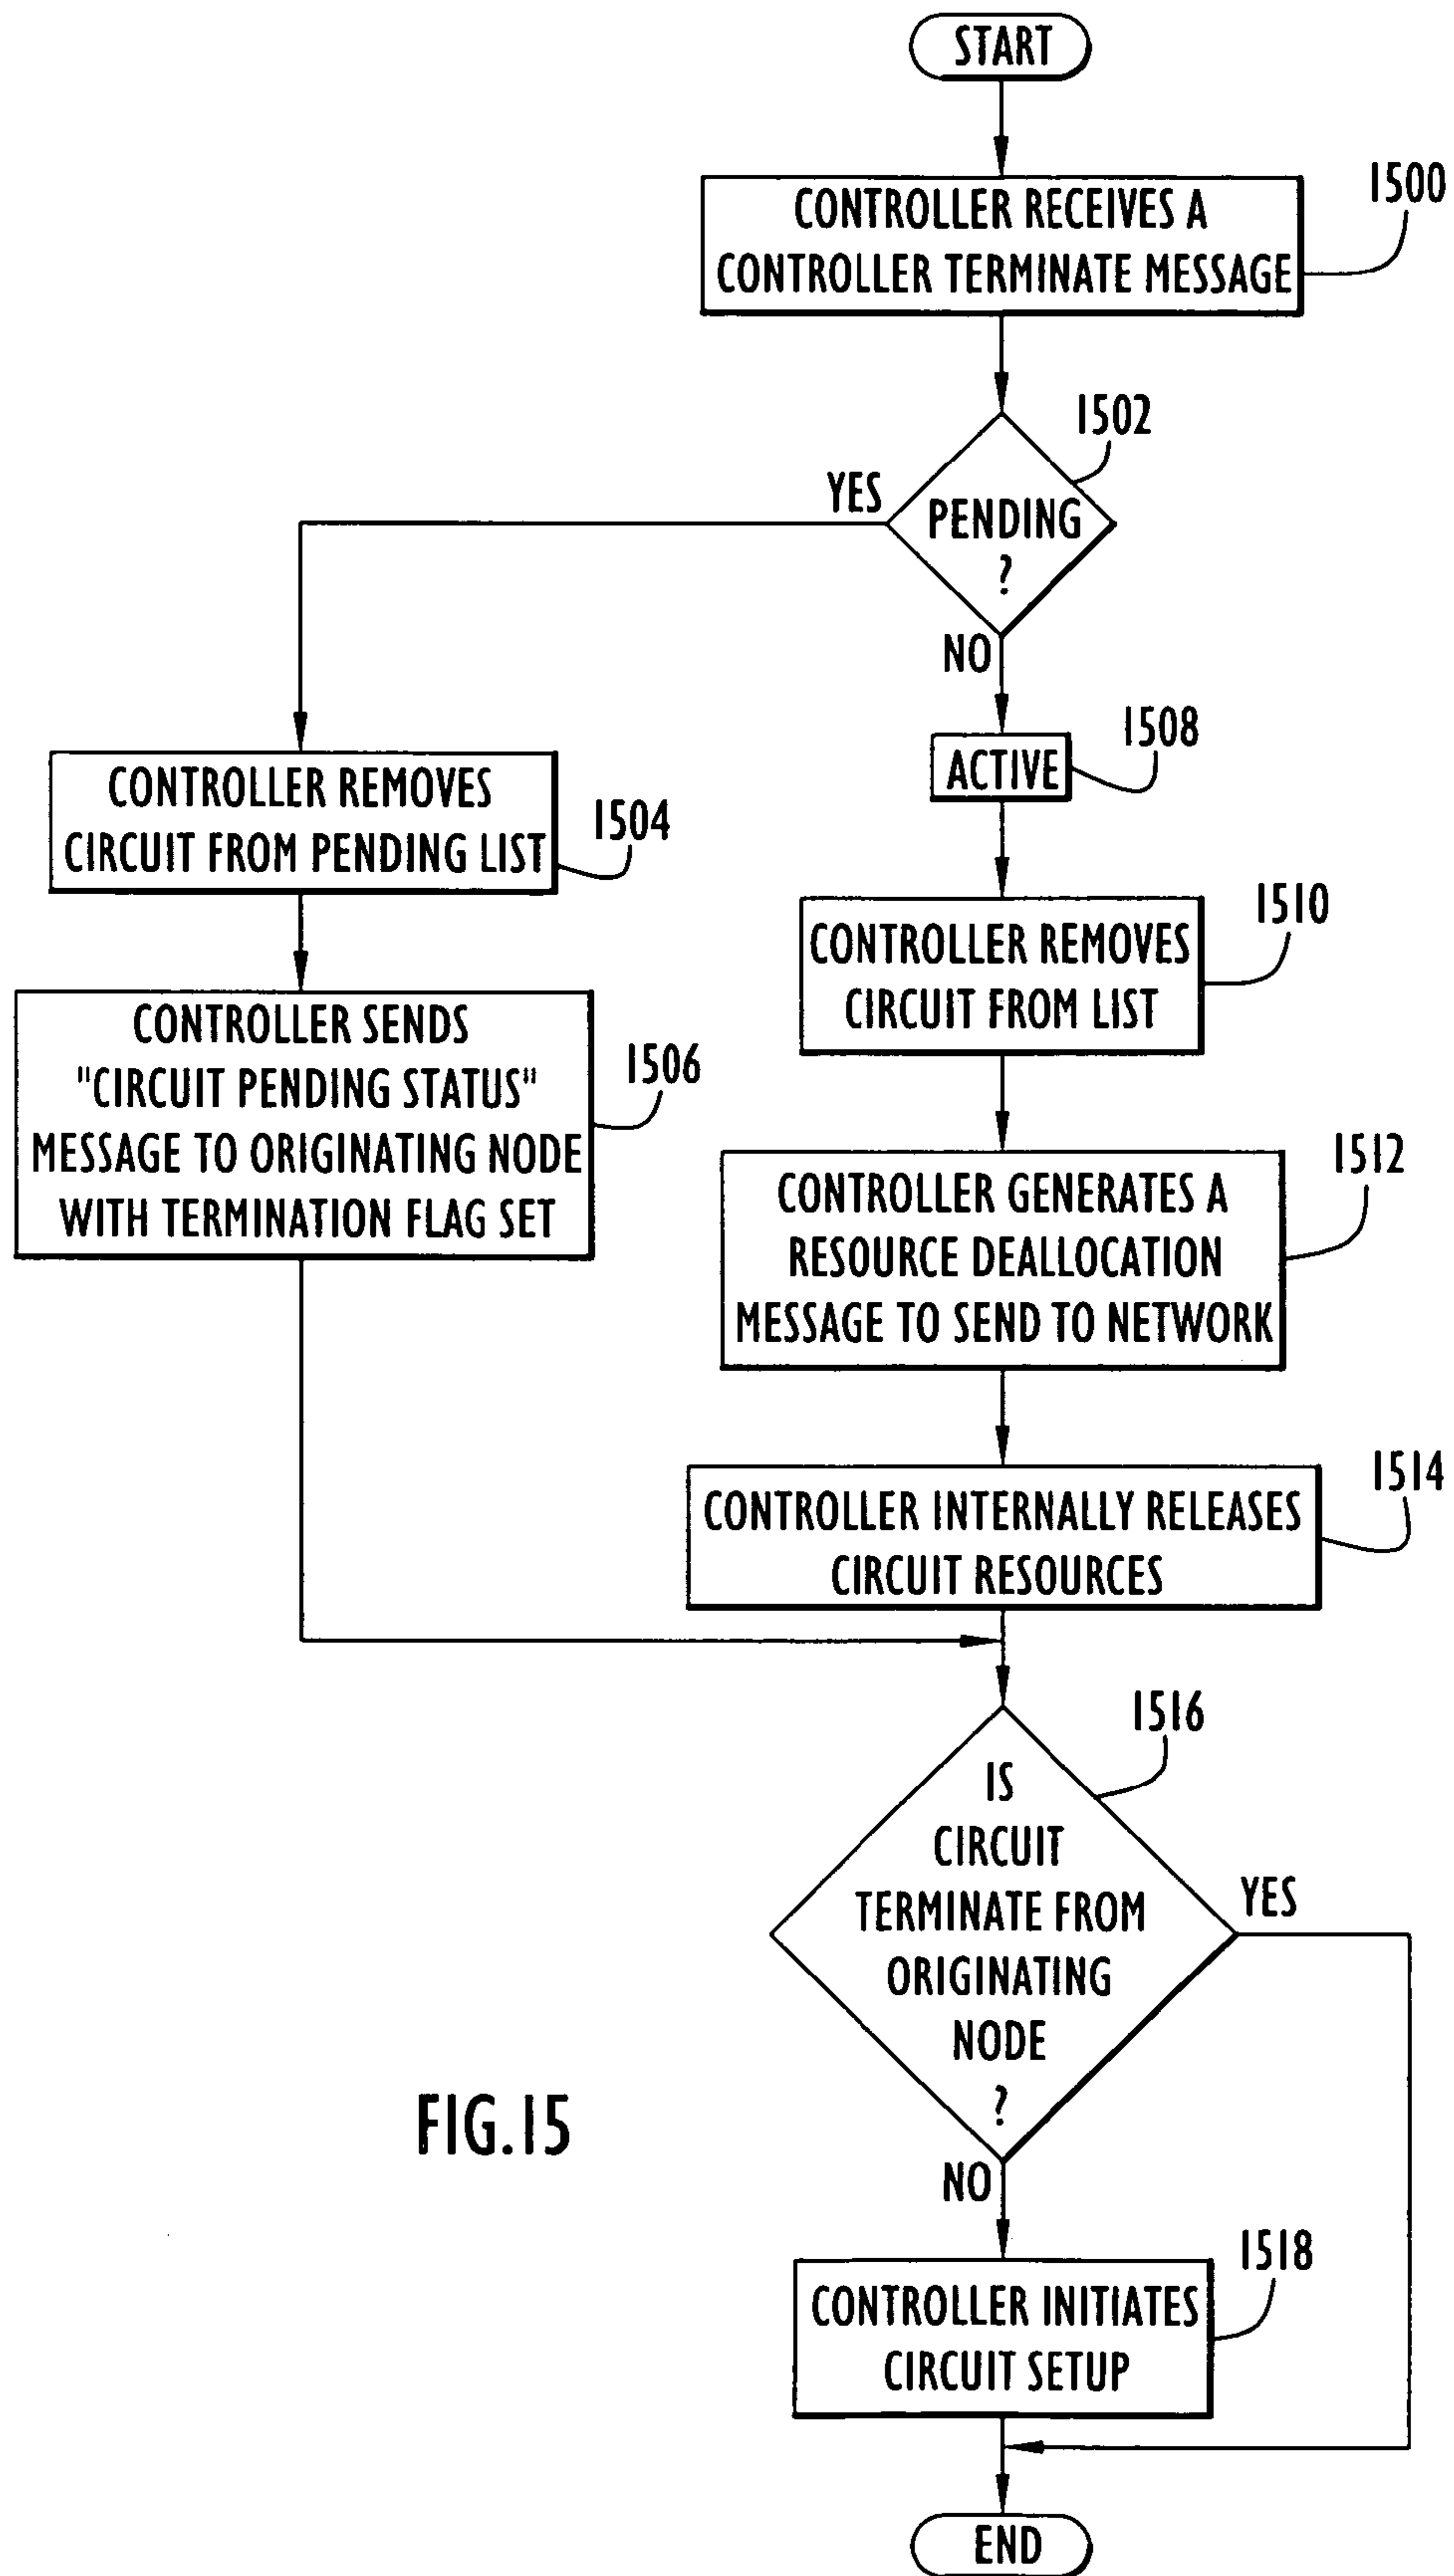 START
CONTROLLER RECEIVES A
CONTROLLER TERMINATE MESSAGE
1500
1502
PENDING
?
YES
NO
CONTROLLER REMOVES
CIRCUIT FROM PENDING LIST
1504
CONTROLLER SENDS
"CIRCUIT PENDING STATUS"
MESSAGE TO ORIGINATING NODE
WITH TERMINATION FLAG SET
1506
ACTIVE
1508
CONTROLLER REMOVES
CIRCUIT FROM LIST
1510
CONTROLLER GENERATES A
RESOURCE DEALLOCATION
MESSAGE TO SEND TO NETWORK
1512
CONTROLLER INTERNALLY RELEASES
CIRCUIT RESOURCES
1514
1516
IS
CIRCUIT
TERMINATE FROM
ORIGINATING
NODE
?
YES
NO
CONTROLLER INITIATES
CIRCUIT SETUP
1518
END
FIG.15